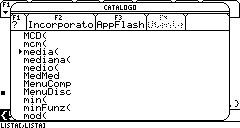 F1
CATALOGO
F1 F2 F3
? Incorporato AppFlash
MCD(
mcm(
▶media(
mediana(
medio(
MedMed
MenuComp
MenuDisc
min(
minFunz(
mod(
LISTA[,LISTA]